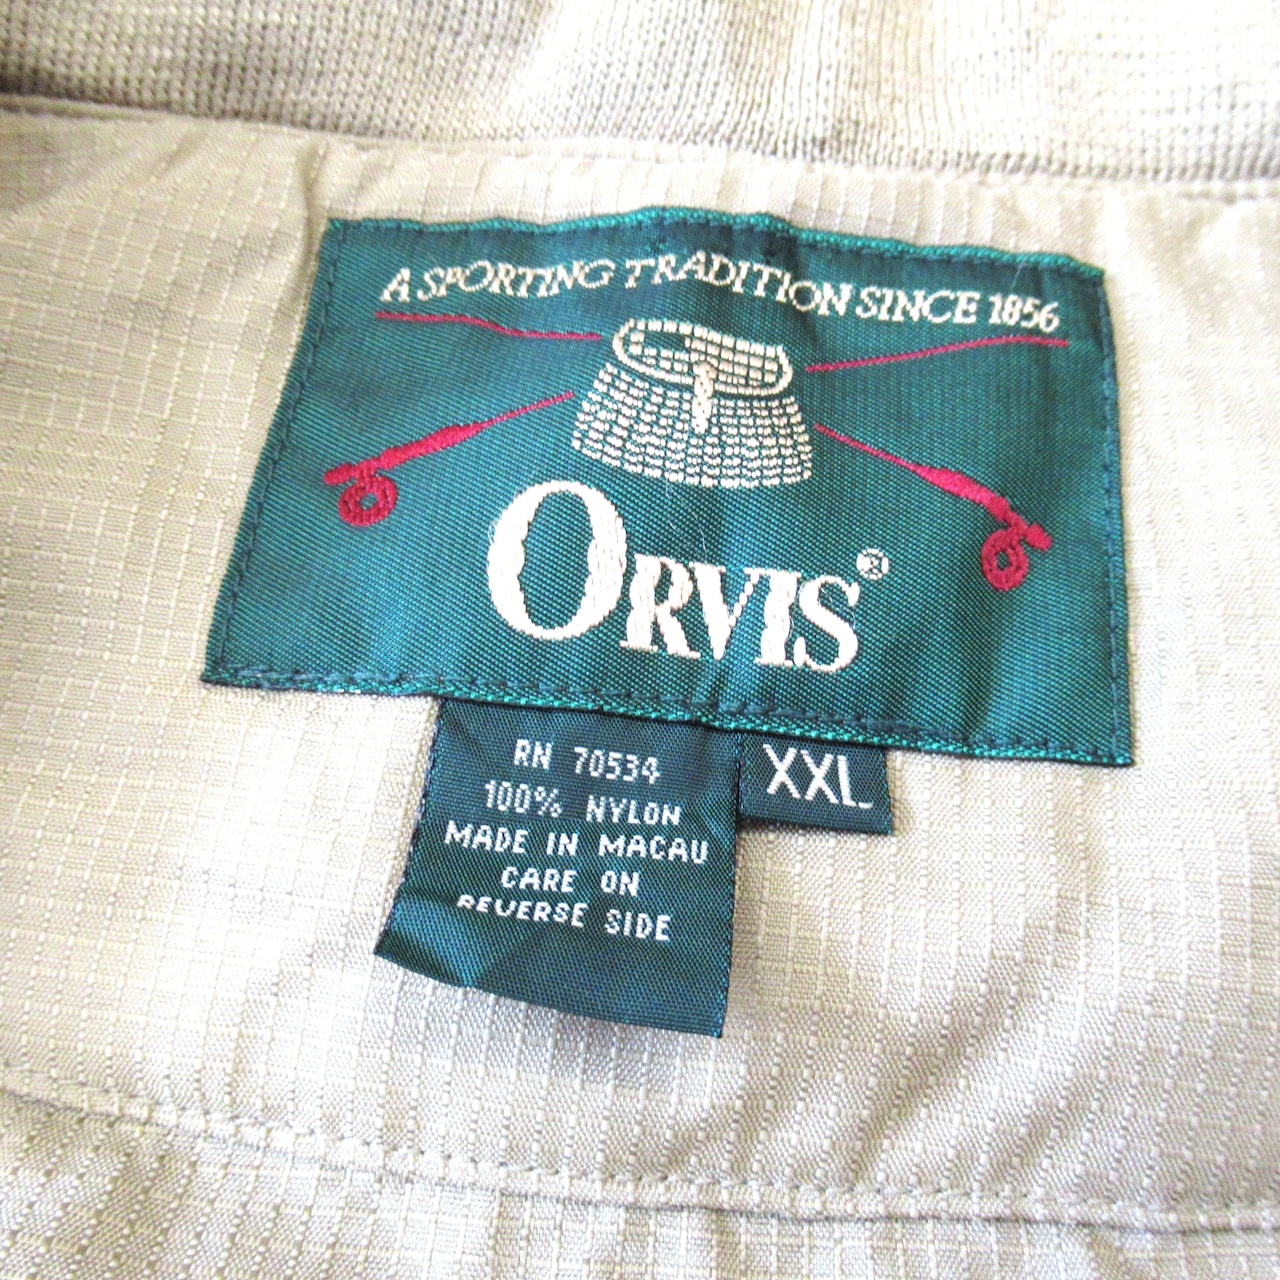 A SPORTING TRADITION SINCE 1856
ORVIS®
RN 70534
100% NYLON
MADE IN MACAU
CARE ON
REVERSE SIDE
XXL